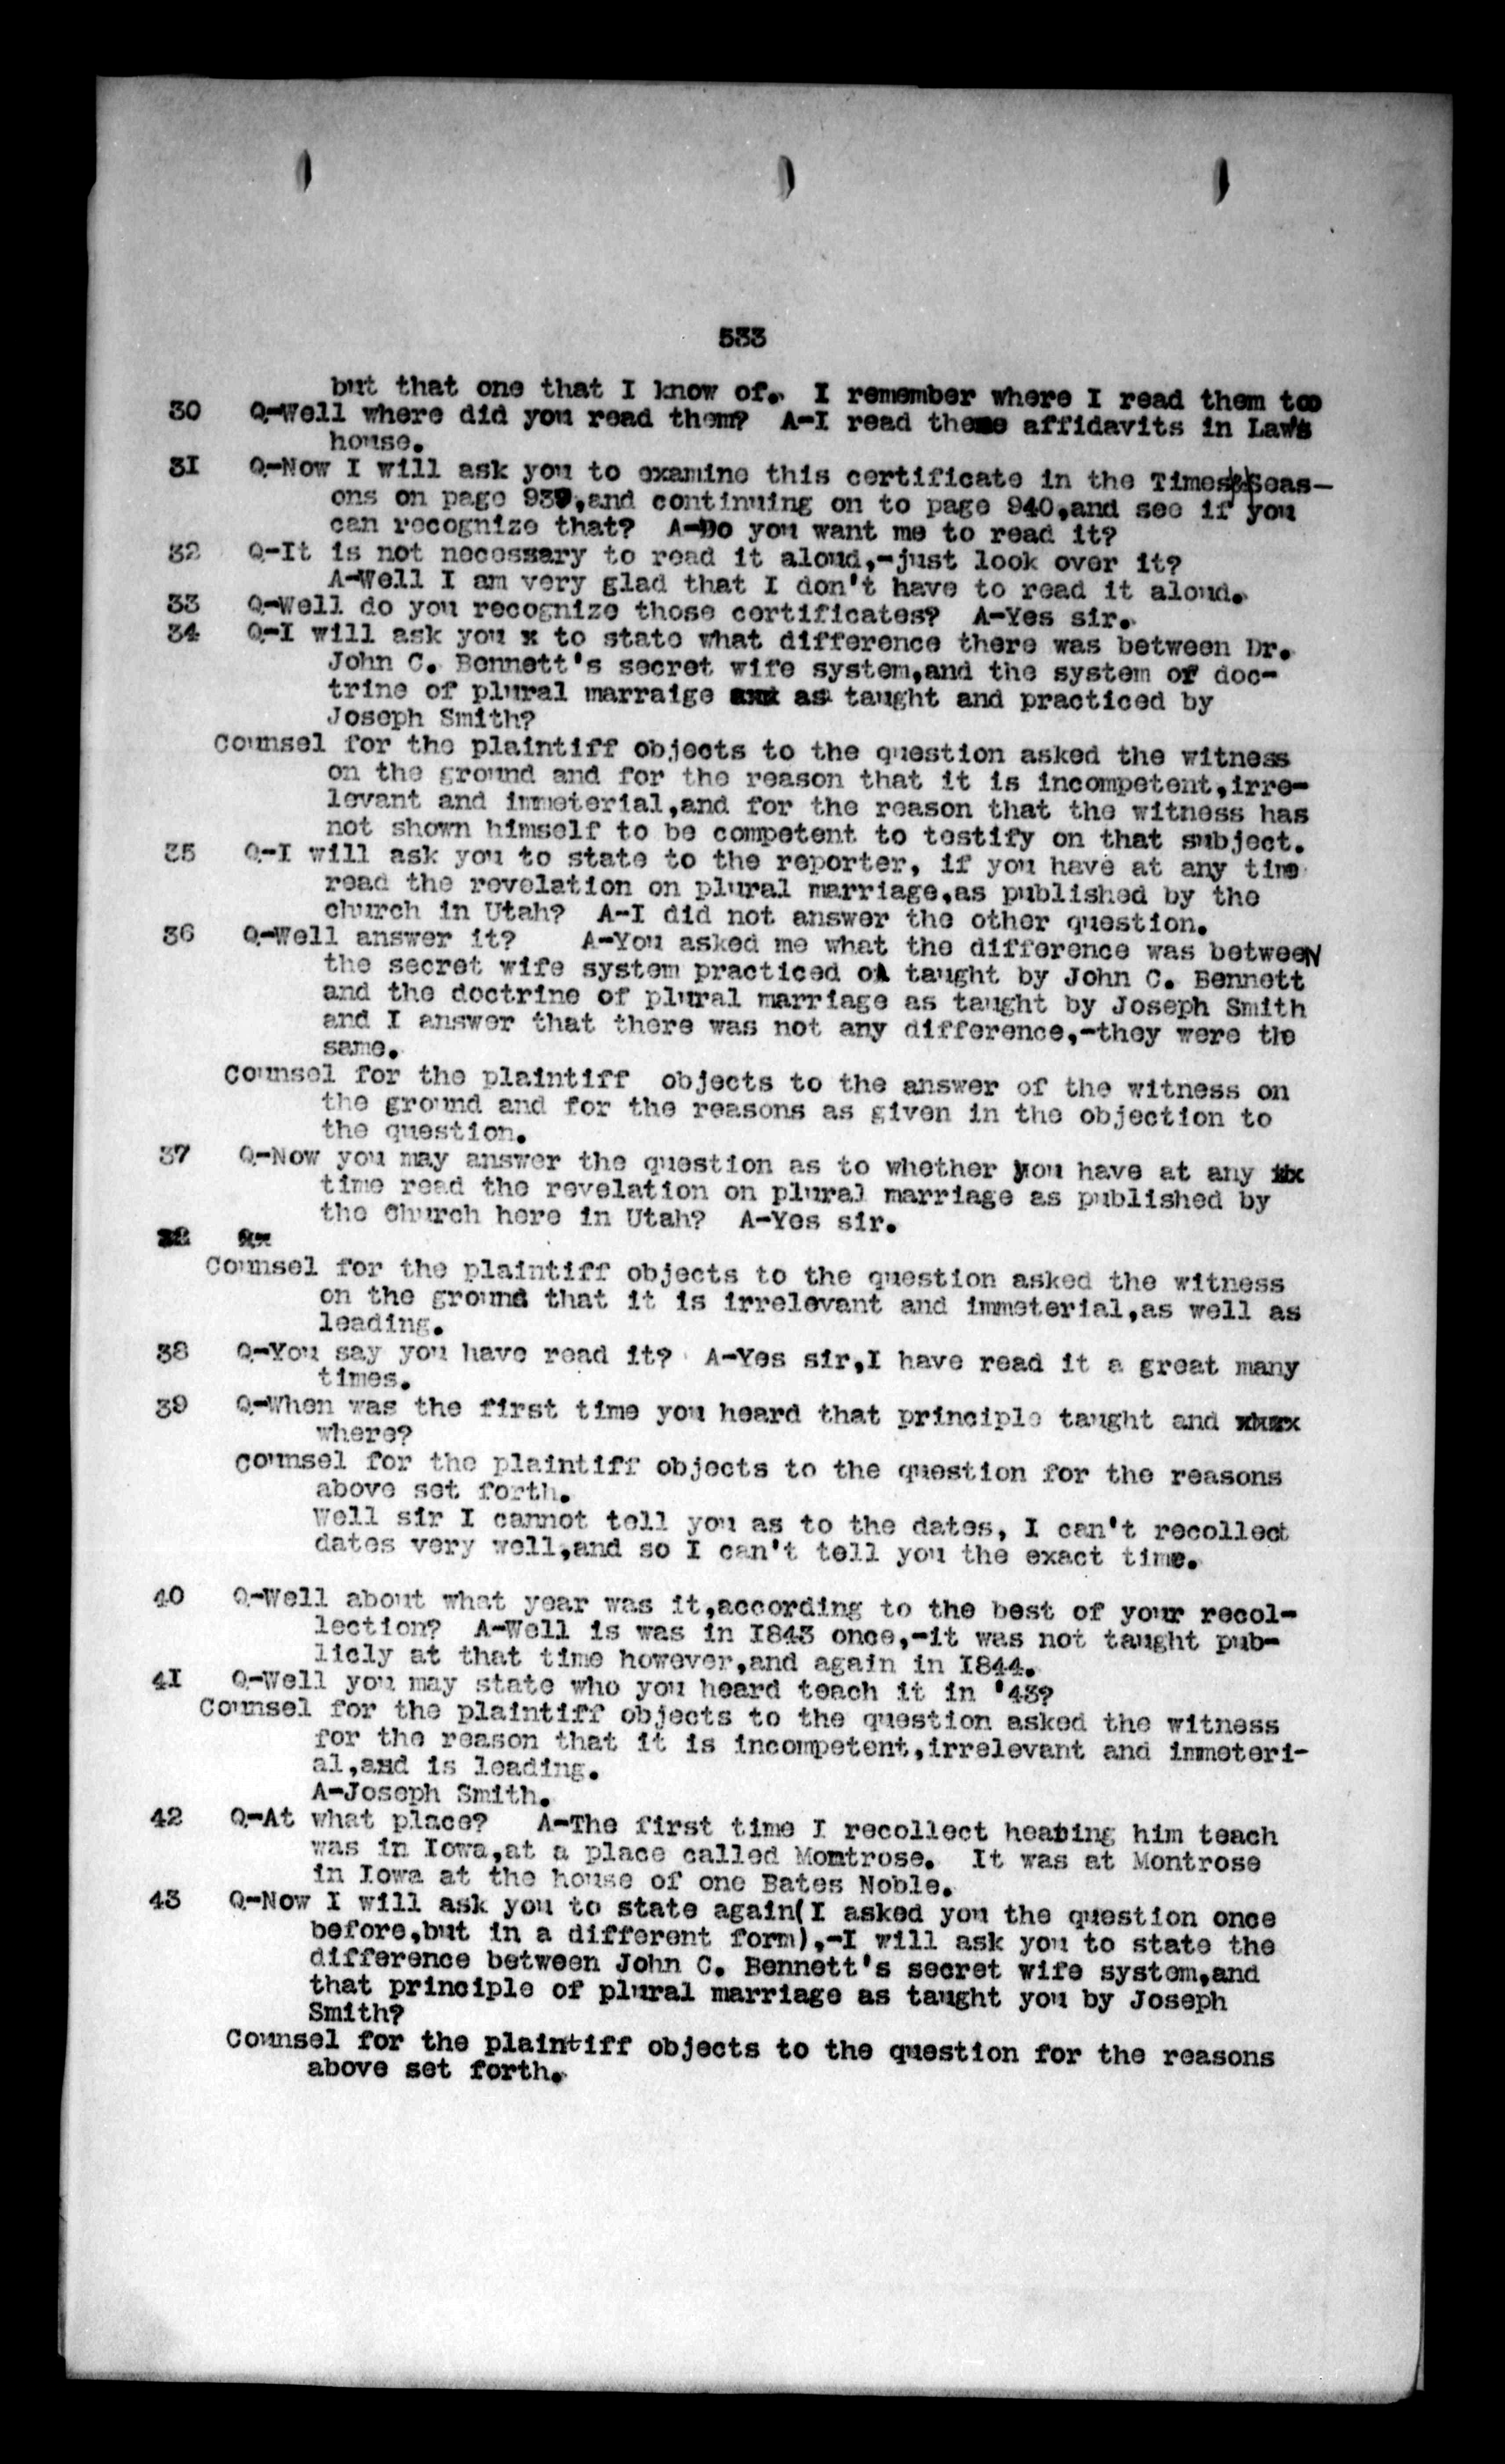 533
but that one that I know of. I remember where I read them too
30 Q-Well where did you read them? A-I read these affidavits in Law's
house.
31 Q-Now I will ask you to examine this certificate in the Times&Seas-
ons on page 939,and continuing on to page 940,and see if you
can recognize that? A-Do you want me to read it?
32 Q-It is not necessary to read it aloud,-just look over it?
A-Well I am very glad that I don't have to read it aloud.
33 Q-Well do you recognize those certificates? A-Yes sir.
34 Q-I will ask you x to state what difference there was between Dr.
John C. Bennett's secret wife system,and the system of doc-
trine of plural marraige as taught and practiced by
Joseph Smith?
Counsel for the plaintiff objects to the question asked the witness
on the ground and for the reason that it is incompetent,irre-
levant and immeterial,and for the reason that the witness has
not shown himself to be competent to testify on that subject.
35 Q-I will ask you to state to the reporter, if you have at any time
read the revelation on plural marriage,as published by the
church in Utah? A-I did not answer the other question.
36 Q-Well answer it? A-You asked me what the difference was between
the secret wife system practiced or taught by John C. Bennett
and the doctrine of plural marriage as taught by Joseph Smith
and I answer that there was not any difference,-they were the
same.
Counsel for the plaintiff objects to the answer of the witness on
the ground and for the reasons as given in the objection to
the question.
37 Q-Now you may answer the question as to whether you have at any
time read the revelation on plural marriage as published by
the Church here in Utah? A-Yes sir.
Counsel for the plaintiff objects to the question asked the witness
on the ground that it is irrelevant and immeterial,as well as
leading.
38 Q-You say you have read it? A-Yes sir,I have read it a great many
times.
39 Q-When was the first time you heard that principle taught and
where?
Counsel for the plaintiff objects to the question for the reasons
above set forth.
Well sir I cannot tell you as to the dates, I can't recollect
dates very well,and so I can't tell you the exact time.
40 Q-Well about what year was it,according to the best of your recol-
lection? A-Well is was in 1843 once,-it was not taught pub-
licly at that time however,and again in 1844.
41 Q-Well you may state who you heard teach it in '43?
Counsel for the plaintiff objects to the question asked the witness
for the reason that it is incompetent,irrelevant and immeteri-
al,and is leading.
A-Joseph Smith.
42 Q-At what place? A-The first time I recollect hearing him teach
was in Iowa,at a place called Montrose. It was at Montrose
in Iowa at the house of one Bates Noble.
43 Q-Now I will ask you to state again(I asked you the question once
before,but in a different form),-I will ask you to state the
difference between John C. Bennett's secret wife system,and
that principle of plural marriage as taught you by Joseph
Smith?
Counsel for the plaintiff objects to the question for the reasons
above set forth.